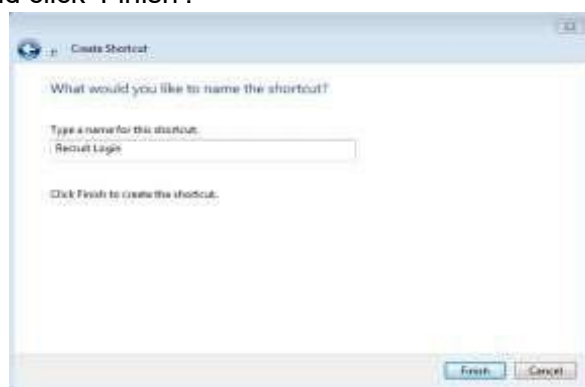 d click 'Finish'.
Create Shortcut
What would you like to name the shortcut?
Type a name for this shortcut:
Recruit Login
Click Finish to create the shortcut.
Finish Cancel